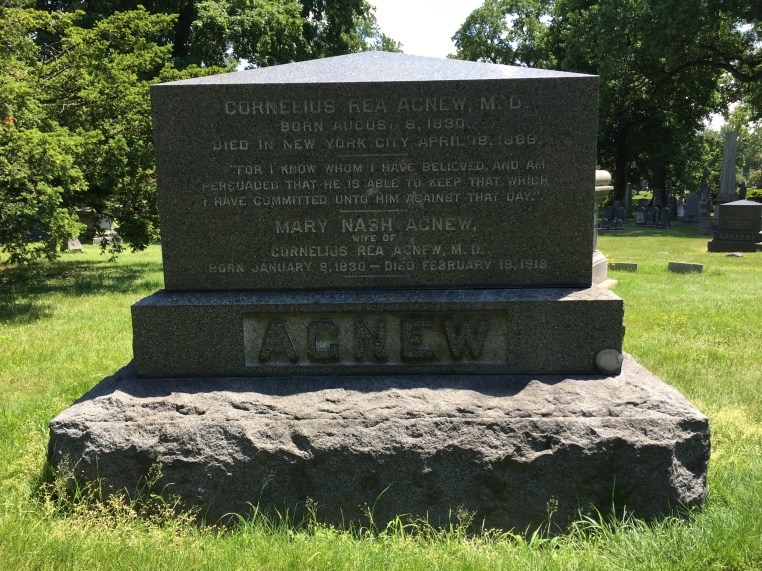 CORNELIUS REA AGNEW, M.D.
BORN AUGUST 8, 1830.
DIED IN NEW YORK CITY APRIL 18, 1888.
"FOR I KNOW WHOM I HAVE BELIEVED, AND AM
PERSUADED THAT HE IS ABLE TO KEEP THAT WHICH
I HAVE COMMITTED UNTO HIM AGAINST THAT DAY."
MARY NASH AGNEW,
WIFE OF
CORNELIUS REA AGNEW, M.D.
BORN JANUARY 9, 1836 — DIED FEBRUARY 18, 1918
AGNEW